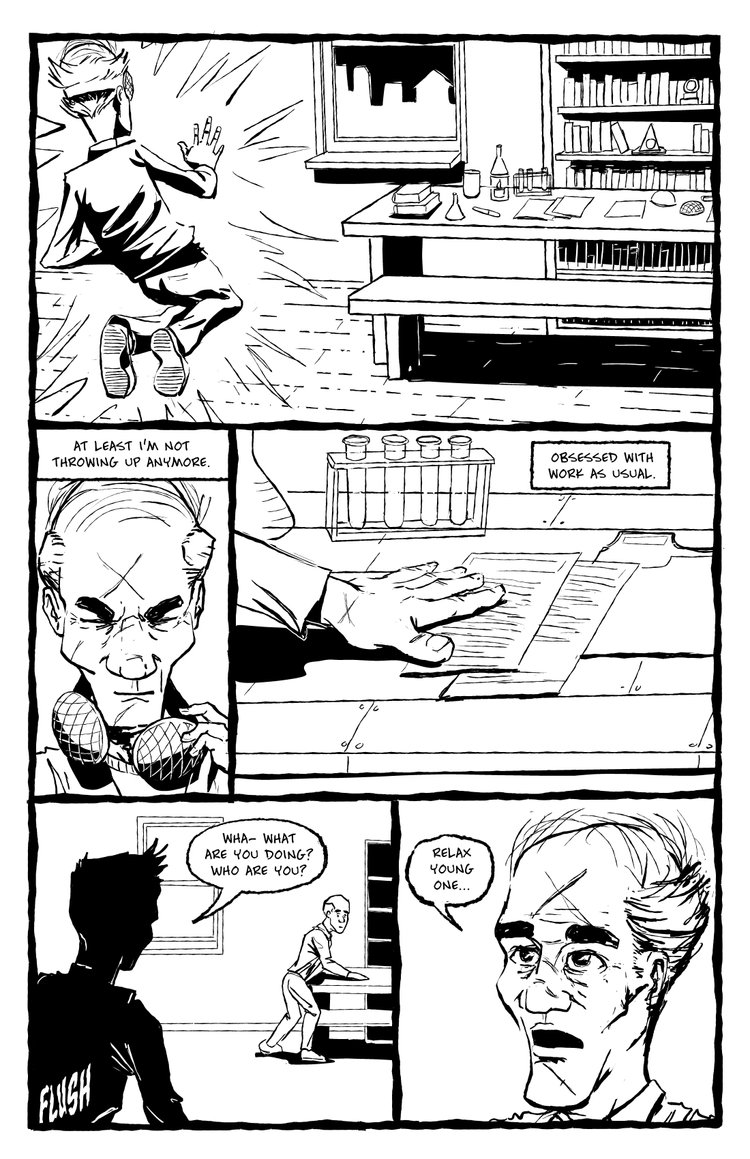 AT LEAST I'M NOT
THROWING UP ANYMORE.
OBSESSED WITH
WORK AS USUAL.
WHA- WHAT
ARE YOU DOING?
WHO ARE YOU?
FLUSH
RELAX
YOUNG
ONE...